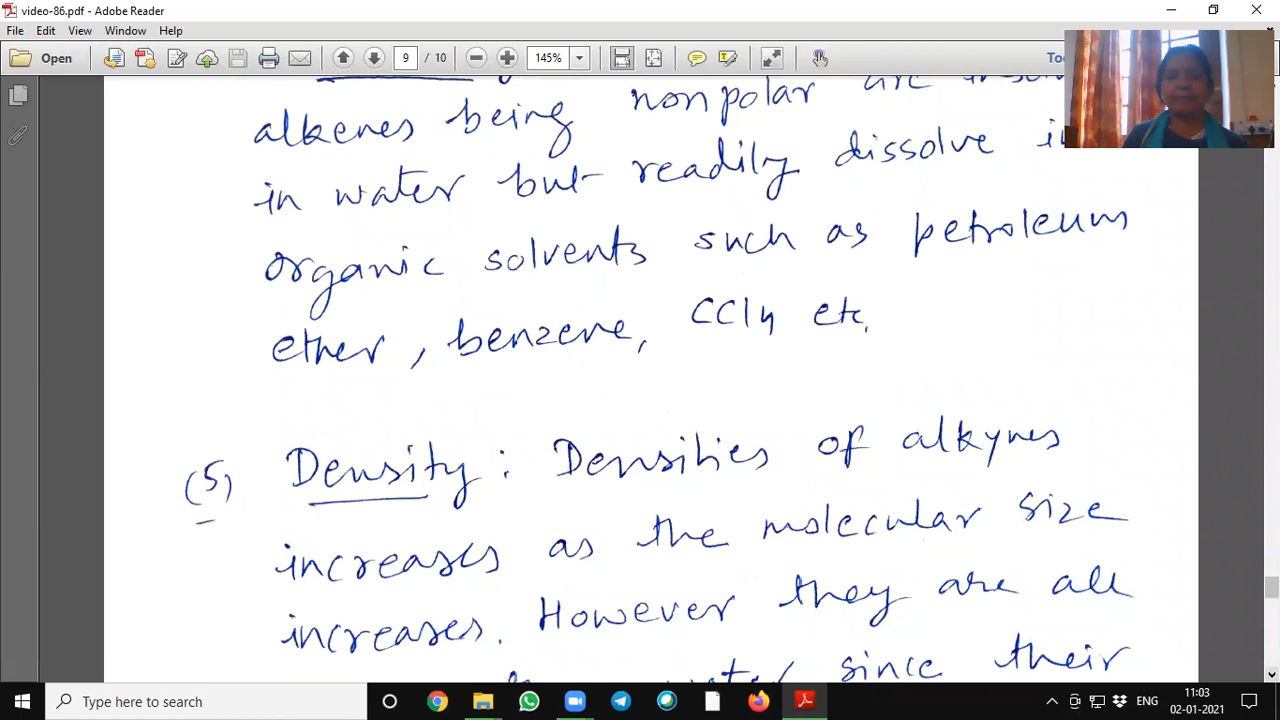 video-86.pdf - Adobe Reader
File Edit View Window Help
Open 9 / 10 145%
alkenes being nonpolar are
in water but readily dissolve in
organic solvents such as petroleum
ether, benzene, CCl4 etc.
(5) Density: Densities of alkynes
increases as the molecular size
increases. However they are all
water since their
Type here to search
ENG
11:03
02-01-2021